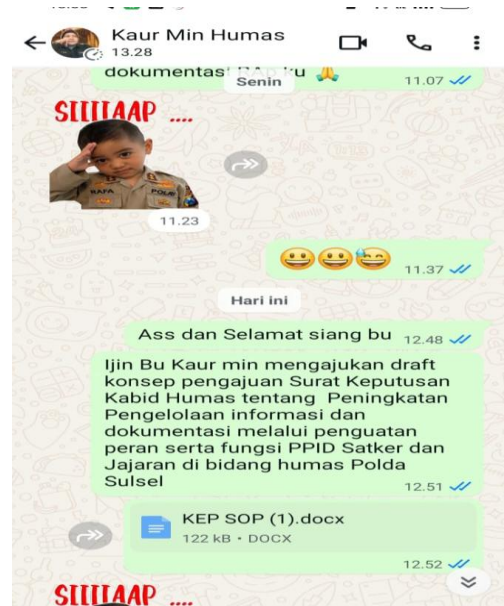 Kaur Min Humas
13.28
dokumentas
Senin
11.07
SIIIIAAP ....
RAFA
11.23
11.37
Hari ini
Ass dan Selamat siang bu
12.48
Ijin Bu Kaur min mengajukan draft
konsep pengajuan Surat Keputusan
Kabid Humas tentang Peningkatan
Pengelolaan informasi dan
dokumentasi melalui penguatan
peran serta fungsi PPID Satker dan
Jajaran di bidang humas Polda
Sulsel
12.51
KEP SOP (1).docx
122 kB • DOCX
12.52
SIIIIAAP ....